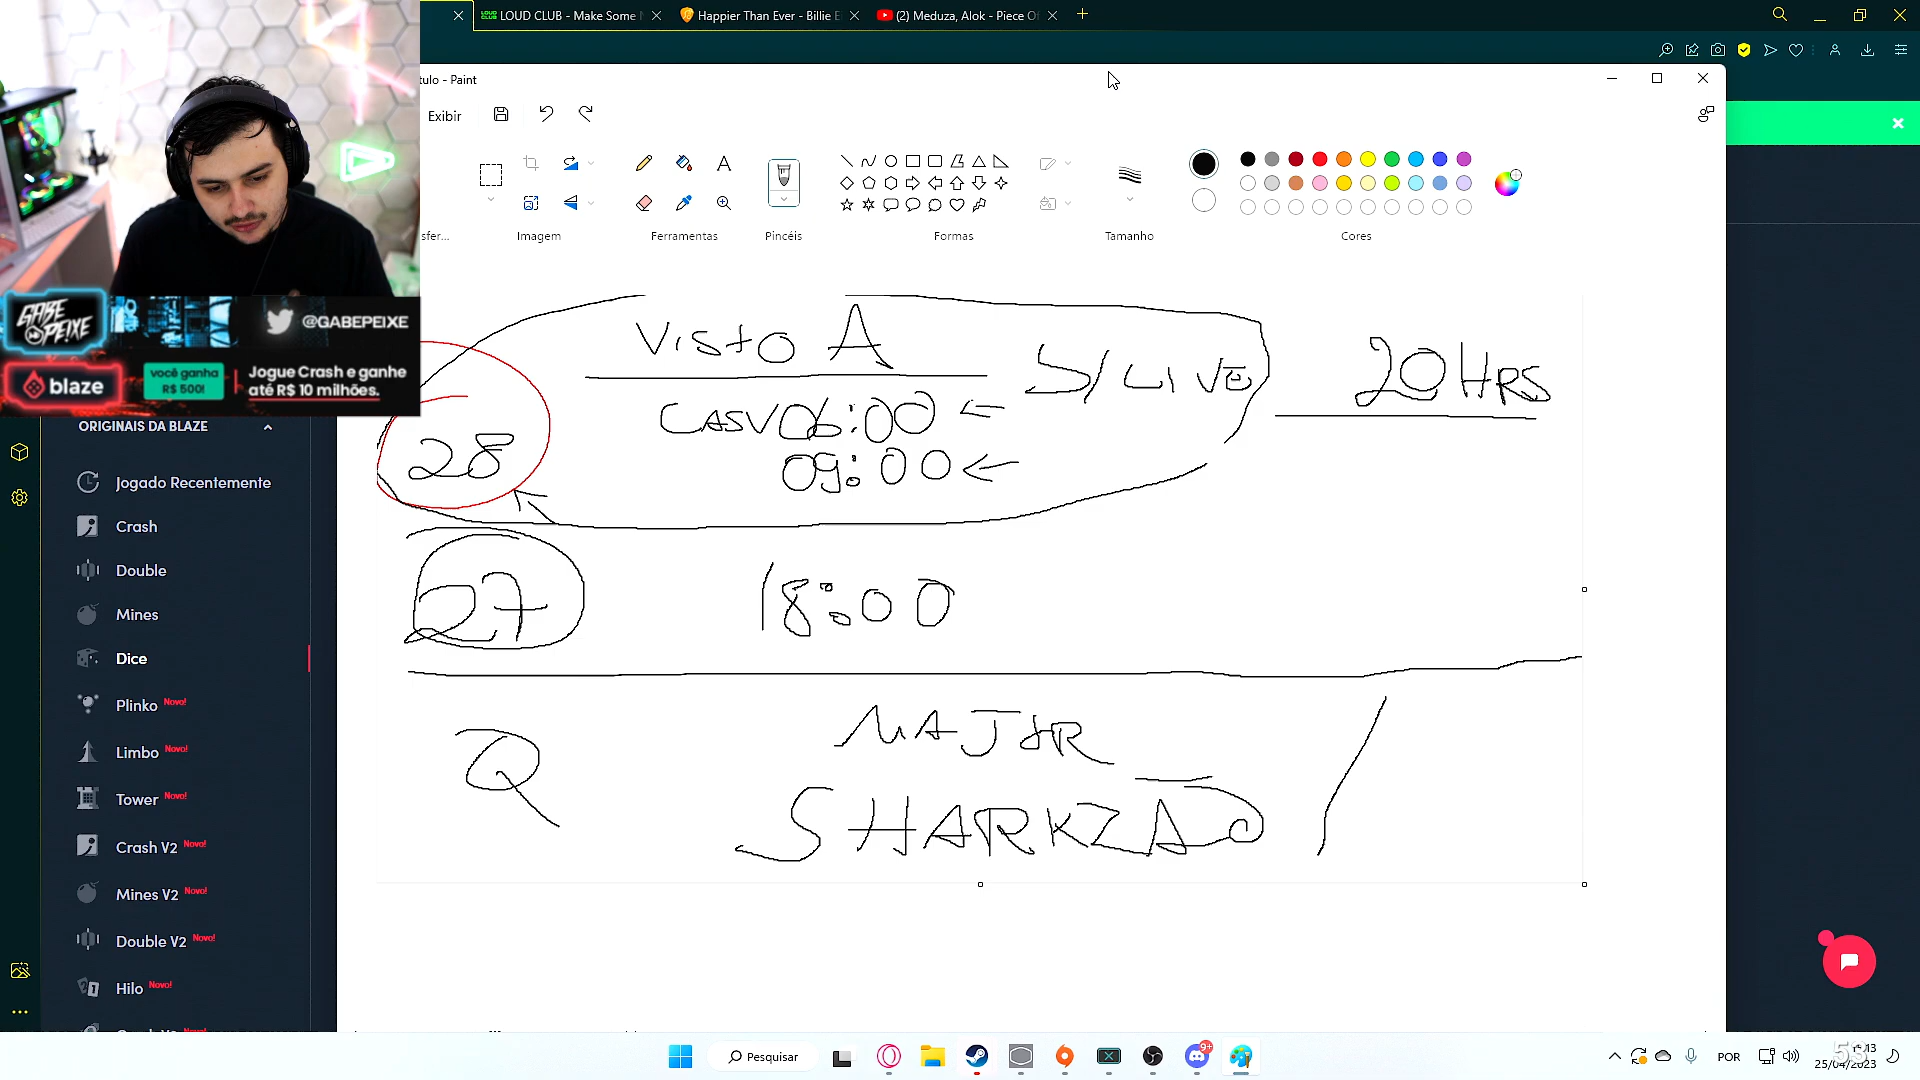 LOUD CLUB - Make Some N
Happier Than Ever - Billie Ei
(2) Meduza, Alok - Piece Of
tulo - Paint
Exibir
sfer...
Imagem
Ferramentas
Pincéis
Formas
Tamanho
Cores
GABE PEIXE
@GABEPEIXE
blaze
você ganha R$ 500!
Jogue Crash e ganhe
até R$ 10 milhões.
VISTO A
S/ LIVE
20 HRS
CASV 06:00 ←
28
09:00 ←
27
18:00
Q
MAJOR
SHARKZÃO
ORIGINAIS DA BLAZE
Jogado Recentemente
Crash
Double
Mines
Dice
Plinko Novo!
Limbo Novo!
Tower Novo!
Crash V2 Novo!
Mines V2 Novo!
Double V2 Novo!
Hilo Novo!
Pesquisar
9+
POR
25/04/2023